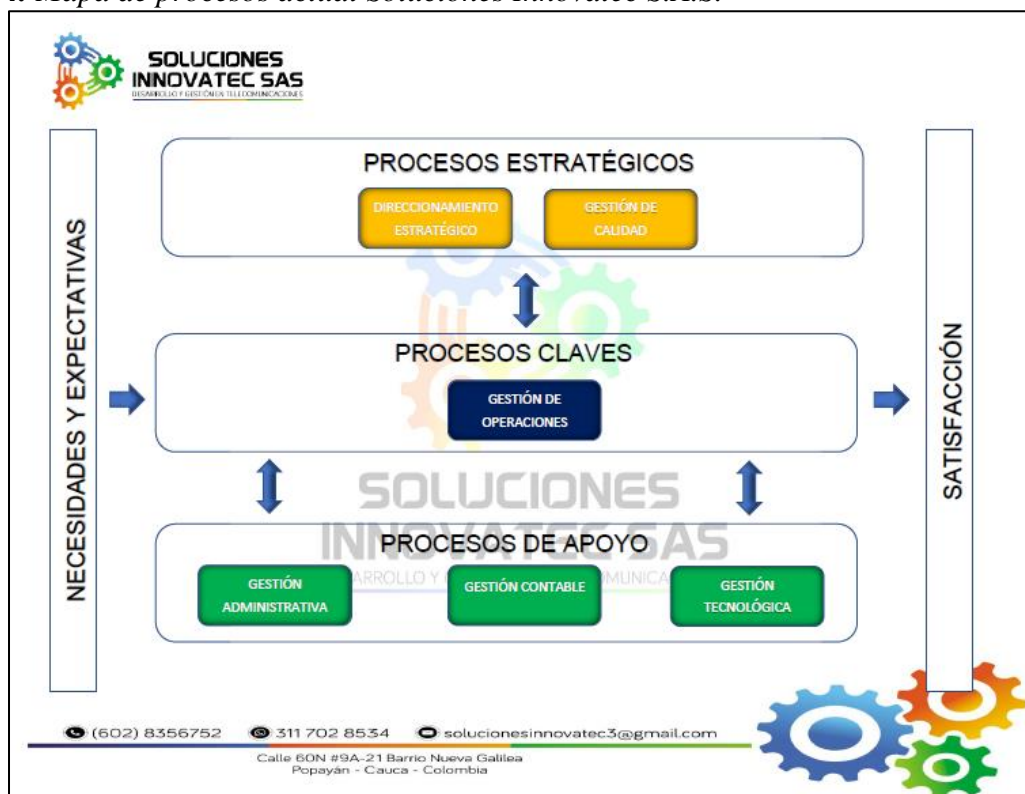 Mapa de procesos actual Soluciones Innovatec S.A.S.
SOLUCIONES
INNOVATEC SAS
DESARROLLO Y GESTIÓN EN TELECOMUNICACIONES
NECESIDADES Y EXPECTATIVAS
PROCESOS ESTRATÉGICOS
DIRECCIONAMIENTO
ESTRATÉGICO
GESTIÓN DE
CALIDAD
PROCESOS CLAVES
GESTIÓN DE
OPERACIONES
SOLUCIONES
INNOVATEC SAS
PROCESOS DE APOYO
GESTIÓN
ADMINISTRATIVA
GESTIÓN CONTABLE
GESTIÓN
TECNOLÓGICA
SATISFACCIÓN
(602) 8356752 311 702 8534 solucionesinnovatec3@gmail.com
Calle 60N #9A-21 Barrio Nueva Galilea
Popayán - Cauca - Colombia